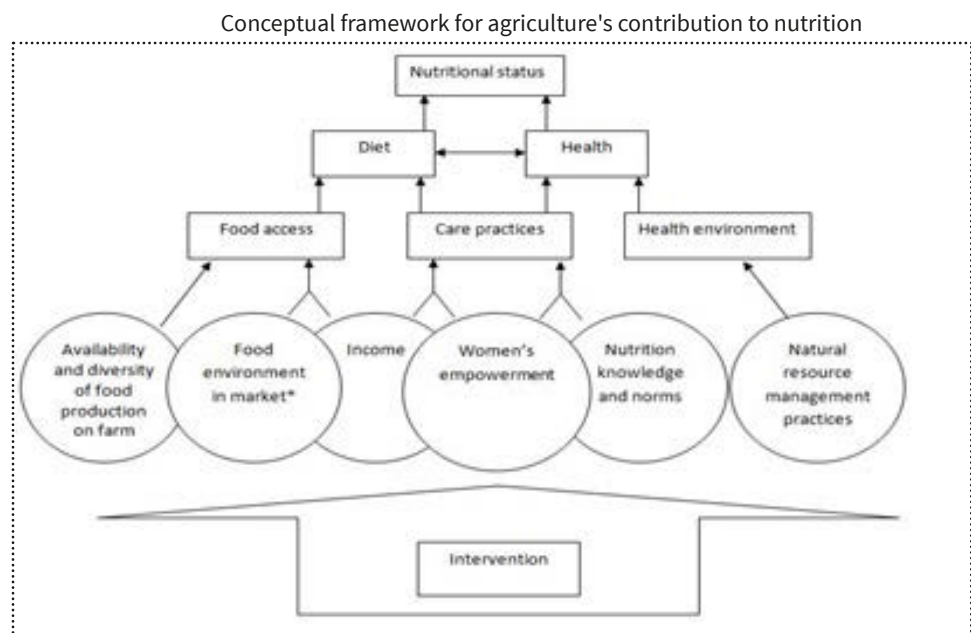 Conceptual framework for agriculture's contribution to nutrition
Nutritional status
Diet
Health
Food access
Care practices
Health environment
Availability
and diversity
of food
production
on farm
Food
environment
in market*
Income
Women's
empowerment
Nutrition
knowledge
and norms
Natural
resource
management
practices
Intervention